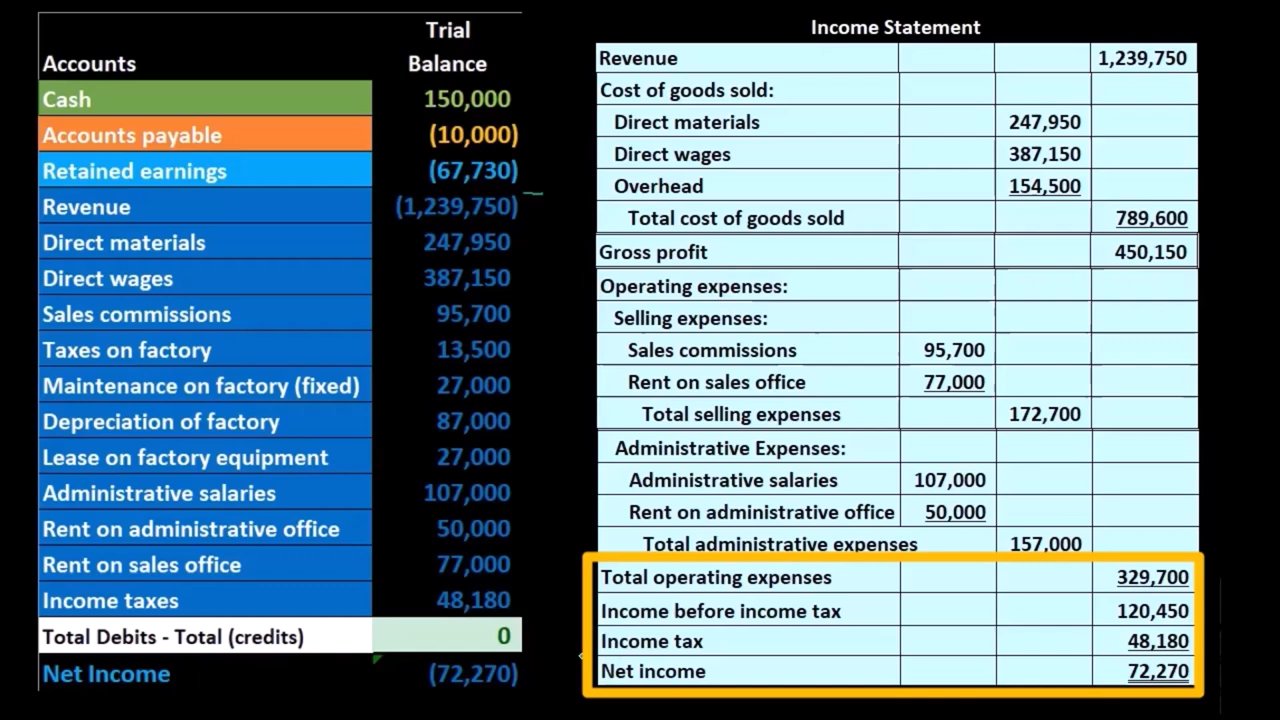 Trial
Accounts Balance
Cash 150,000
Accounts payable (10,000)
Retained earnings (67,730)
Revenue (1,239,750)
Direct materials 247,950
Direct wages 387,150
Sales commissions 95,700
Taxes on factory 13,500
Maintenance on factory (fixed) 27,000
Depreciation of factory 87,000
Lease on factory equipment 27,000
Administrative salaries 107,000
Rent on administrative office 50,000
Rent on sales office 77,000
Income taxes 48,180
Total Debits - Total (credits) 0
Net Income (72,270)
Income Statement
Revenue 1,239,750
Cost of goods sold:
Direct materials 247,950
Direct wages 387,150
Overhead 154,500
Total cost of goods sold 789,600
Gross profit 450,150
Operating expenses:
Selling expenses:
Sales commissions 95,700
Rent on sales office 77,000
Total selling expenses 172,700
Administrative Expenses:
Administrative salaries 107,000
Rent on administrative office 50,000
Total administrative expenses 157,000
Total operating expenses 329,700
Income before income tax 120,450
Income tax 48,180
Net income 72,270